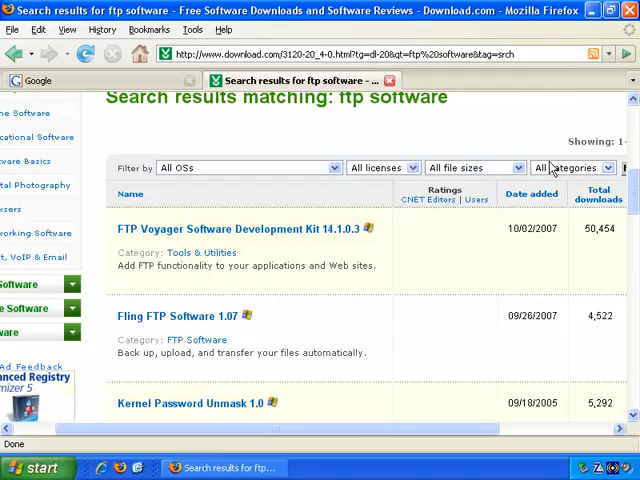 Search results for ftp software - Free Software Downloads and Software Reviews - Download.com - Mozilla Firefox
File Edit View History Bookmarks Tools Help
http://www.download.com/3120-20_4-0.html?tg=dl-20&qt=ftp%20software&tag=srch
Google
Search results for ftp software - ...
Search results matching: ftp software
ne Software
Showing: 1-
cational Software
Filter by All OSs All licenses All file sizes All categories
ware Basics
tal Photography
Name Ratings Date added Total downloads
CNET Editors | Users
wsers
working Software
FTP Voyager Software Development Kit 14.1.0.3 10/02/2007 50,454
Category: Tools & Utilities
t, VoIP & Email
Add FTP functionality to your applications and Web sites.
Software
e Software
Fling FTP Software 1.07 09/26/2007 4,522
ware
Category: FTP Software
Back up, upload, and transfer your files automatically.
Ad Feedback
anced Registry
mizer 5
Kernel Password Unmask 1.0 09/18/2005 5,292
Done
start
Search results for ftp...